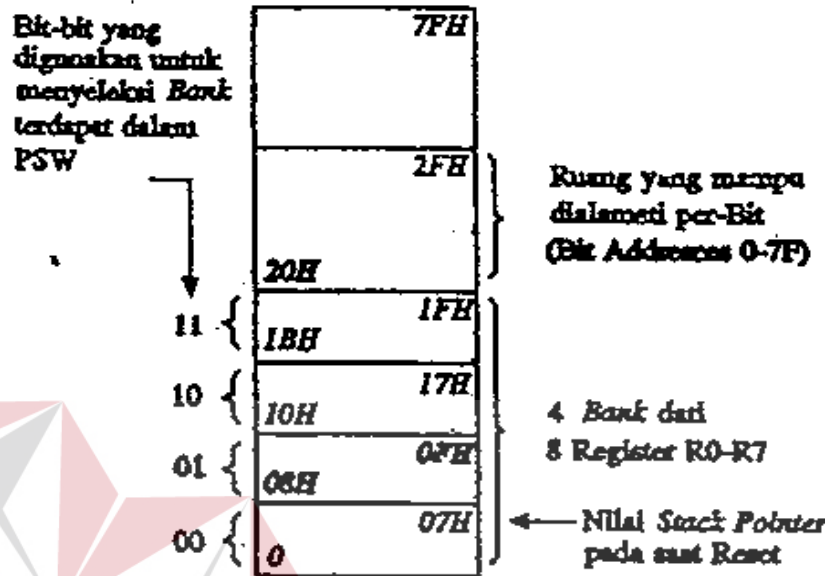 Bit-bit yang
digunakan untuk
menyeleksi Bank
terdapat dalam
PSW
7FH
2FH
20H
Ruang yang mampu
dialameti per-Bit
(Bit Addresses 0-7F)
11
1FH
1BH
10
17H
10H
01
0FH
08H
00
07H
0
4 Bank dari
8 Register R0-R7
Nilai Stack Pointer
pada saat Reset